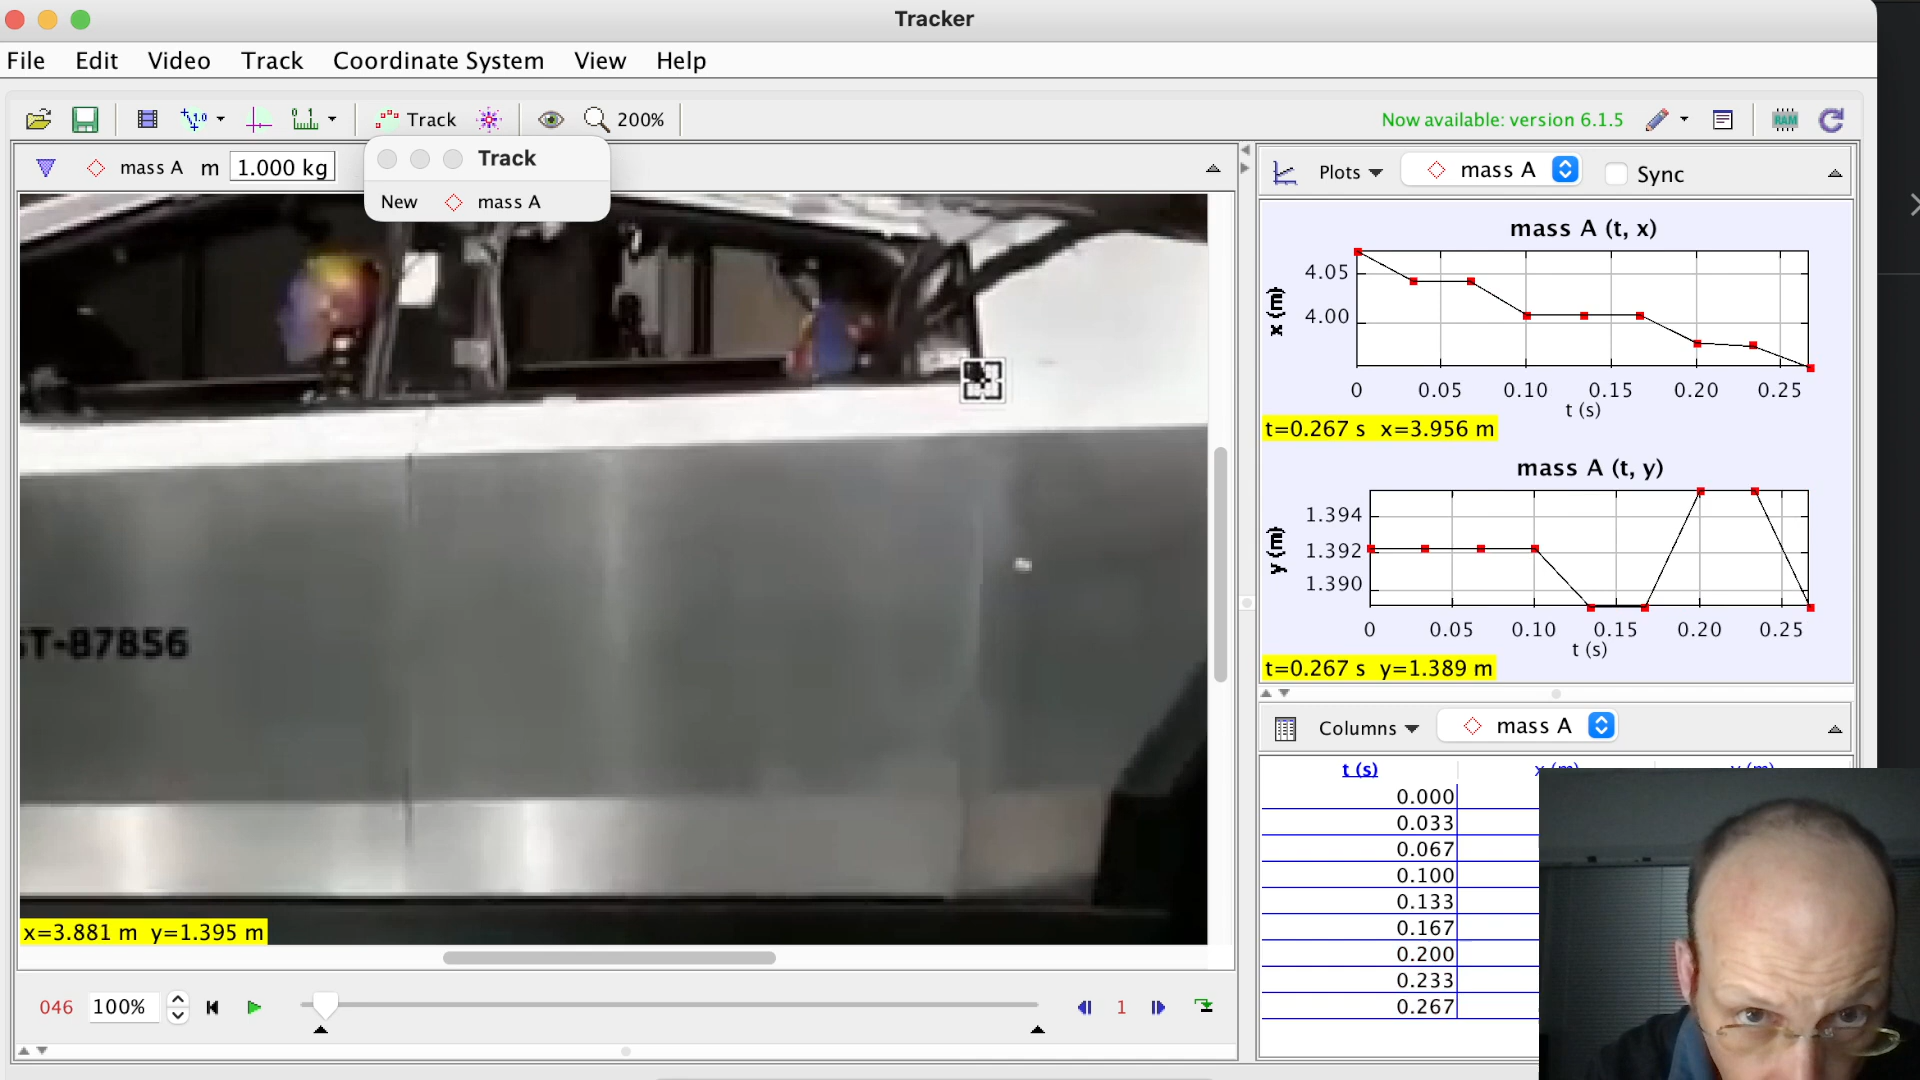 Tracker
File Edit Video Track Coordinate System View Help
Track 200% Now available: version 6.1.5 RAM
mass A m 1.000 kg
Track
New mass A
Plots mass A Sync
mass A (t, x)
x (m)
4.05
4.00
0 0.05 0.10 0.15 0.20 0.25
t (s)
t=0.267 s x=3.956 m
mass A (t, y)
y (m)
1.394
1.392
1.390
0 0.05 0.10 0.15 0.20 0.25
t (s)
t=0.267 s y=1.389 m
Columns mass A
t (s)
0.000
0.033
0.067
0.100
0.133
0.167
0.200
0.233
0.267
T-87856
x=3.881 m y=1.395 m
046 100% 1